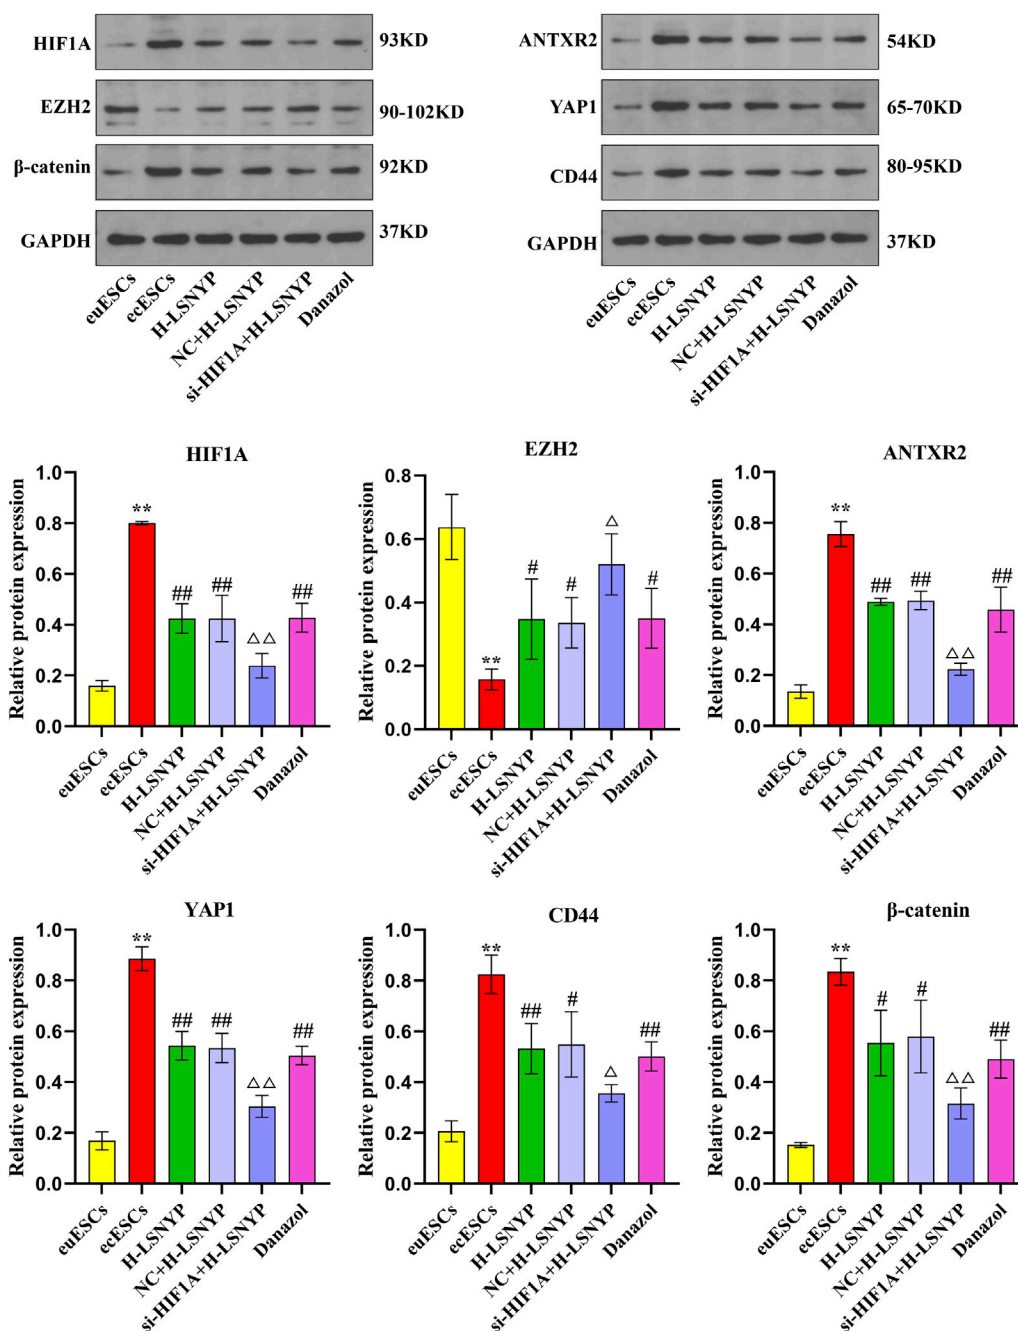 HIF1A 93KD
EZH2 90-102KD
β-catenin 92KD
GAPDH 37KD
euESCs
ecESCs
H-LSNYP
NC+H-LSNYP
si-HIF1A+H-LSNYP
Danazol
ANTXR2 54KD
YAP1 65-70KD
CD44 80-95KD
GAPDH 37KD
euESCs
ecESCs
H-LSNYP
NC+H-LSNYP
si-HIF1A+H-LSNYP
Danazol
HIF1A
Relative protein expression
1.0
0.8
0.6
0.4
0.2
0.0
**
##
##
△△
##
euESCs
ecESCs
H-LSNYP
NC+H-LSNYP
si-HIF1A+H-LSNYP
Danazol
EZH2
Relative protein expression
0.8
0.6
0.4
0.2
0.0
**
#
#
△
#
euESCs
ecESCs
H-LSNYP
NC+H-LSNYP
si-HIF1A+H-LSNYP
Danazol
ANTXR2
Relative protein expression
1.0
0.8
0.6
0.4
0.2
0.0
**
##
##
△△
##
euESCs
ecESCs
H-LSNYP
NC+H-LSNYP
si-HIF1A+H-LSNYP
Danazol
YAP1
Relative protein expression
1.0
0.8
0.6
0.4
0.2
0.0
**
##
##
△△
##
euESCs
ecESCs
H-LSNYP
NC+H-LSNYP
si-HIF1A+H-LSNYP
Danazol
CD44
Relative protein expression
1.0
0.8
0.6
0.4
0.2
0.0
**
##
#
△
##
euESCs
ecESCs
H-LSNYP
NC+H-LSNYP
si-HIF1A+H-LSNYP
Danazol
β-catenin
Relative protein expression
1.0
0.8
0.6
0.4
0.2
0.0
**
#
#
△△
##
euESCs
ecESCs
H-LSNYP
NC+H-LSNYP
si-HIF1A+H-LSNYP
Danazol